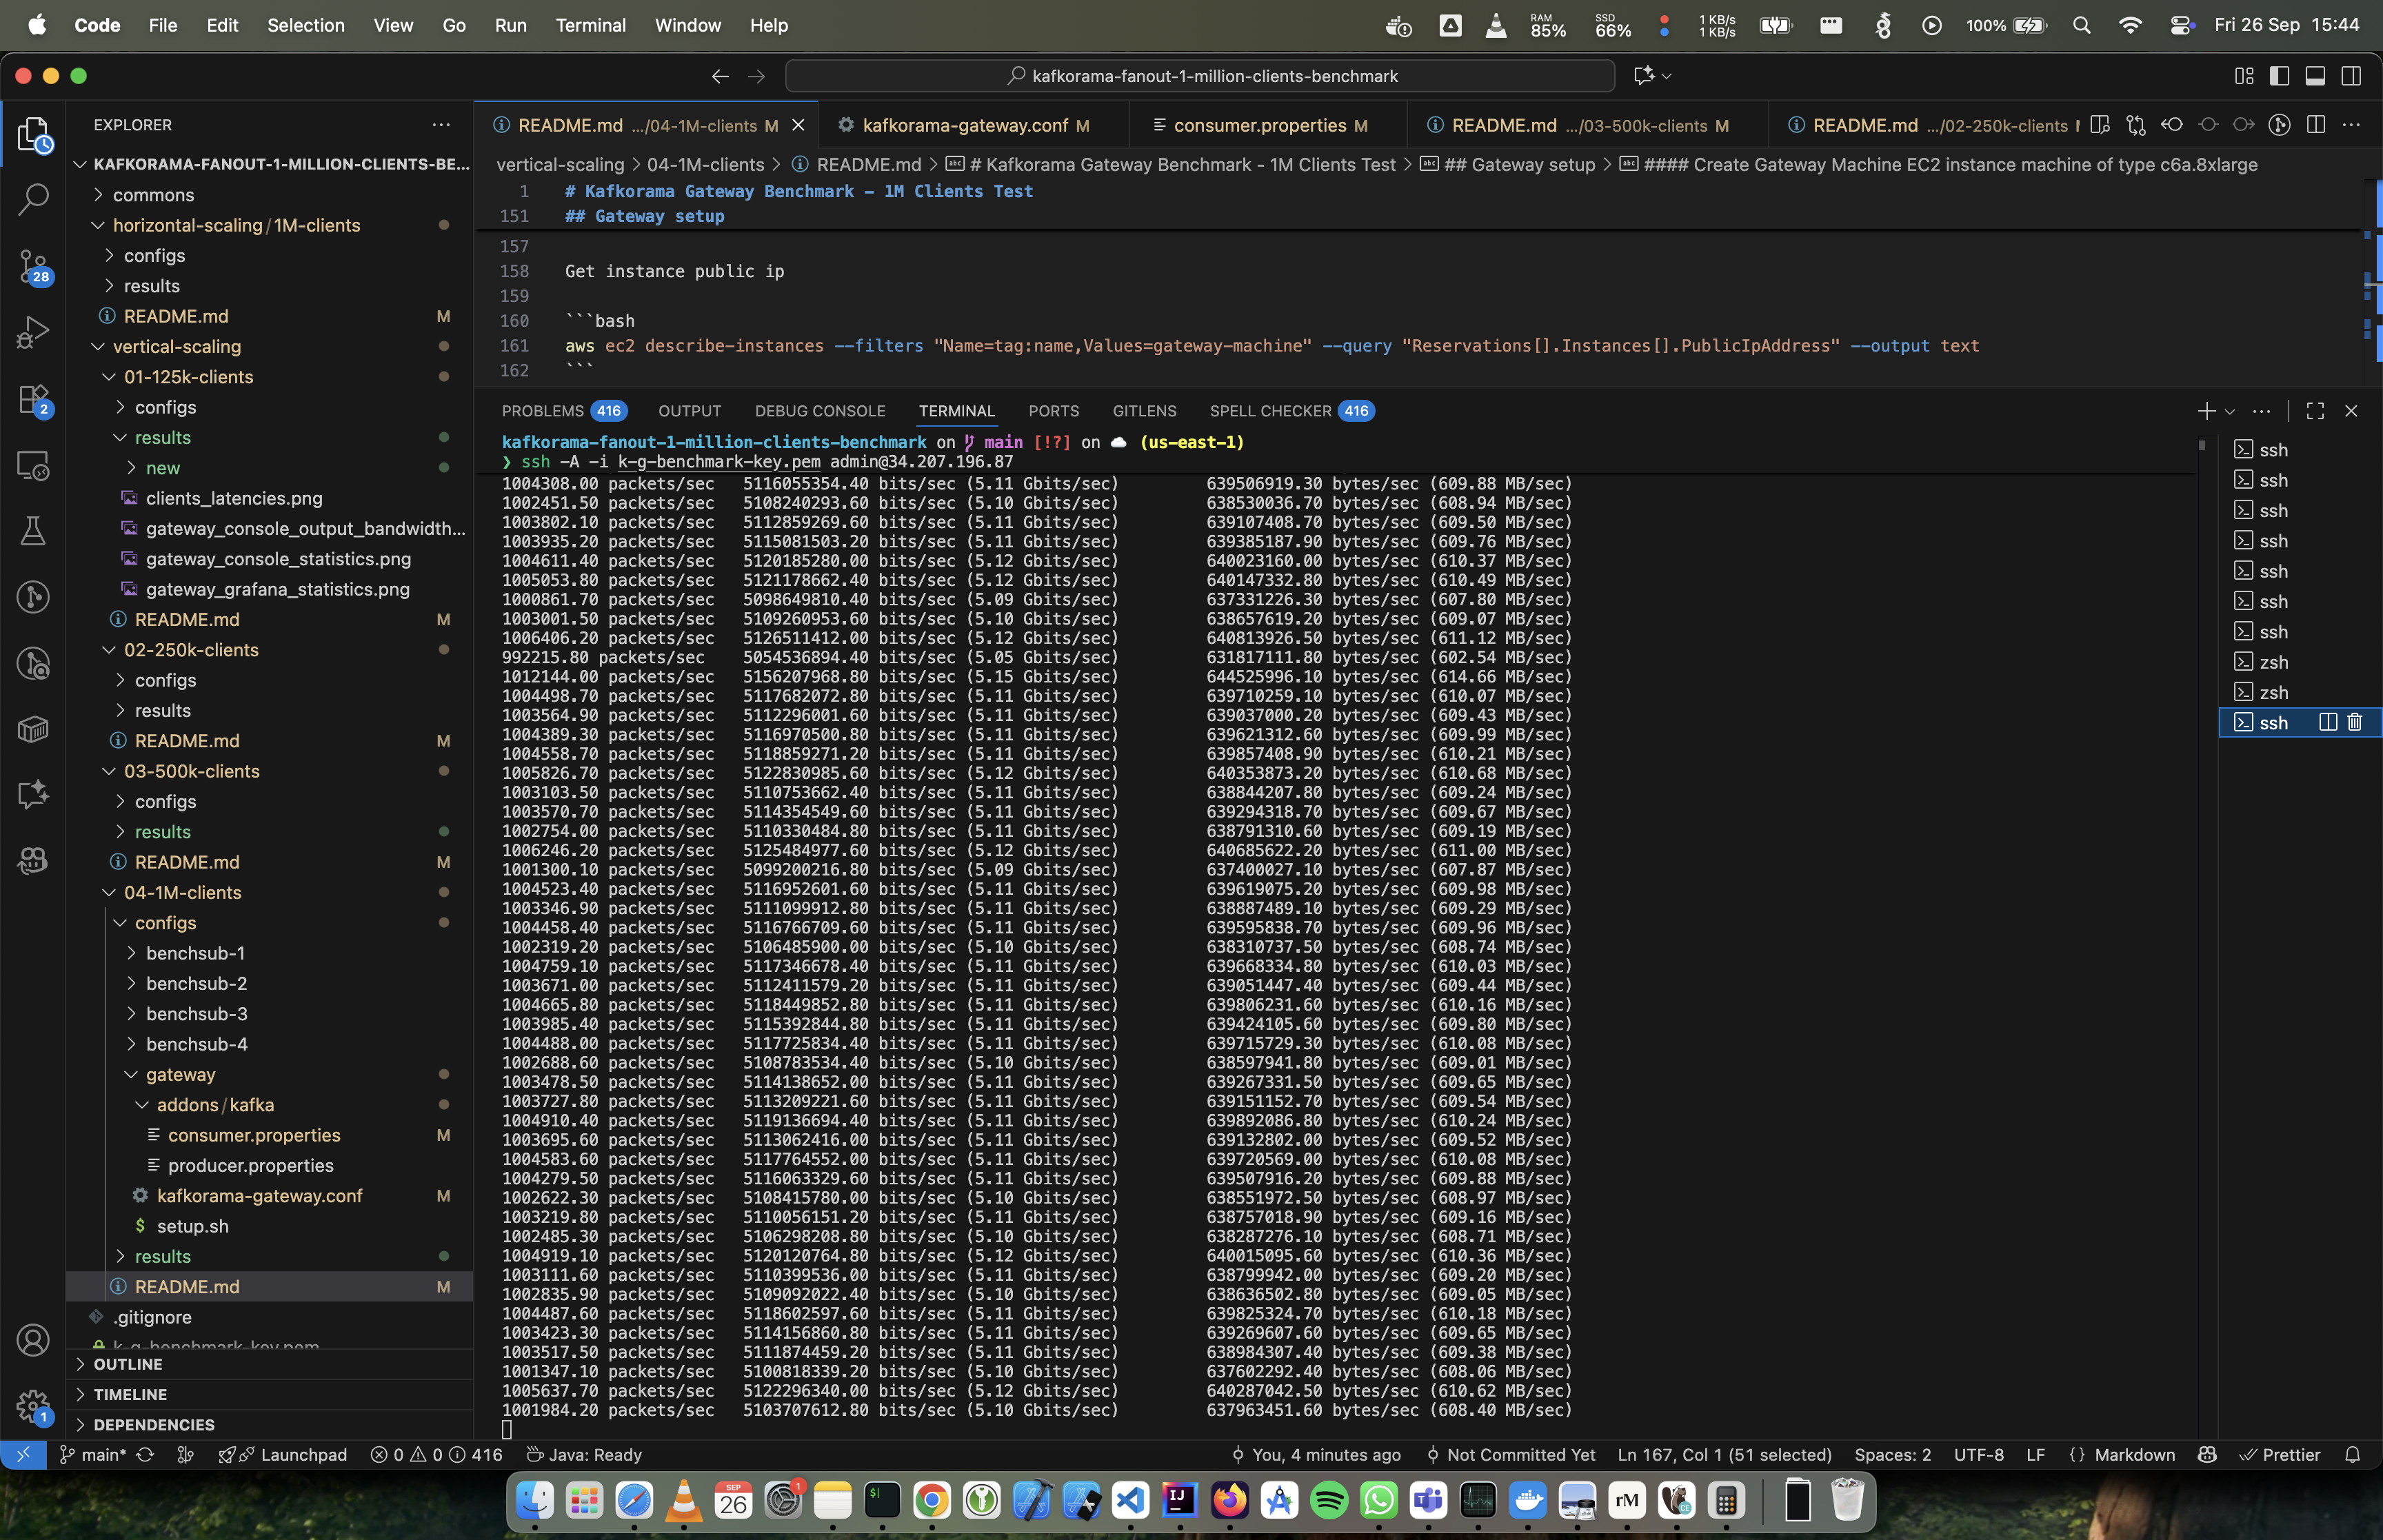 Code File Edit Selection View Go Run Terminal Window Help RAM 85% SSD 66% 1 KB/s 1 KB/s 100% Fri 26 Sep 15:44
kafkorama-fanout-1-million-clients-benchmark
EXPLORER
KAFKORAMA-FANOUT-1-MILLION-CLIENTS-BE...
commons
horizontal-scaling/1M-clients
configs
results
README.md M
vertical-scaling
01-125k-clients
configs
results
new
clients_latencies.png
gateway_console_output_bandwidth...
gateway_console_statistics.png
gateway_grafana_statistics.png
README.md M
02-250k-clients
configs
results
README.md M
03-500k-clients
configs
results
README.md M
04-1M-clients
configs
benchsub-1
benchsub-2
benchsub-3
benchsub-4
gateway
addons/kafka
consumer.properties M
producer.properties
kafkorama-gateway.conf M
$ setup.sh
results
README.md M
.gitignore
k-g-benchmark-key.pem
OUTLINE
TIMELINE
DEPENDENCIES
28
2
1
README.md .../04-1M-clients M kafkorama-gateway.conf M consumer.properties M README.md .../03-500k-clients M README.md .../02-250k-clients
vertical-scaling > 04-1M-clients > README.md > # Kafkorama Gateway Benchmark - 1M Clients Test > ## Gateway setup > #### Create Gateway Machine EC2 instance machine of type c6a.8xlarge
1 # Kafkorama Gateway Benchmark - 1M Clients Test
151 ## Gateway setup
157
158 Get instance public ip
159
160 ```bash
161 aws ec2 describe-instances --filters "Name=tag:name,Values=gateway-machine" --query "Reservations[].Instances[].PublicIpAddress" --output text
162 ```
PROBLEMS 416 OUTPUT DEBUG CONSOLE TERMINAL PORTS GITLENS SPELL CHECKER 416
kafkorama-fanout-1-million-clients-benchmark on main [!?] on (us-east-1)
❯ ssh -A -i k-g-benchmark-key.pem admin@34.207.196.87
1004308.00 packets/sec 5116055354.40 bits/sec (5.11 Gbits/sec) 639506919.30 bytes/sec (609.88 MB/sec)
1002451.50 packets/sec 5108240293.60 bits/sec (5.10 Gbits/sec) 638530036.70 bytes/sec (608.94 MB/sec)
1003802.10 packets/sec 5112859269.60 bits/sec (5.11 Gbits/sec) 639107408.70 bytes/sec (609.50 MB/sec)
1003935.20 packets/sec 5115081503.20 bits/sec (5.11 Gbits/sec) 639385187.90 bytes/sec (609.76 MB/sec)
1004611.40 packets/sec 5120185280.00 bits/sec (5.12 Gbits/sec) 640023160.00 bytes/sec (610.37 MB/sec)
1005053.80 packets/sec 5121178662.40 bits/sec (5.12 Gbits/sec) 640147332.80 bytes/sec (610.49 MB/sec)
1000861.70 packets/sec 5098649810.40 bits/sec (5.09 Gbits/sec) 637331226.30 bytes/sec (607.80 MB/sec)
1003001.50 packets/sec 5109260953.60 bits/sec (5.10 Gbits/sec) 638657619.20 bytes/sec (609.07 MB/sec)
1006406.20 packets/sec 5126511412.00 bits/sec (5.12 Gbits/sec) 640813926.50 bytes/sec (611.12 MB/sec)
992215.80 packets/sec 5054536894.40 bits/sec (5.05 Gbits/sec) 631817111.80 bytes/sec (602.54 MB/sec)
1012144.00 packets/sec 5156207968.80 bits/sec (5.15 Gbits/sec) 644525996.10 bytes/sec (614.66 MB/sec)
1004498.70 packets/sec 5117682072.80 bits/sec (5.11 Gbits/sec) 639710259.10 bytes/sec (610.07 MB/sec)
1003564.90 packets/sec 5112296001.60 bits/sec (5.11 Gbits/sec) 639037000.20 bytes/sec (609.43 MB/sec)
1004389.30 packets/sec 5116970500.80 bits/sec (5.11 Gbits/sec) 639621312.60 bytes/sec (609.99 MB/sec)
1004558.70 packets/sec 5118859271.20 bits/sec (5.11 Gbits/sec) 639857408.90 bytes/sec (610.21 MB/sec)
1005826.70 packets/sec 5122830985.60 bits/sec (5.12 Gbits/sec) 640353873.20 bytes/sec (610.68 MB/sec)
1003103.50 packets/sec 5110753662.40 bits/sec (5.11 Gbits/sec) 638844207.80 bytes/sec (609.24 MB/sec)
1003570.70 packets/sec 5114354549.60 bits/sec (5.11 Gbits/sec) 639294318.70 bytes/sec (609.67 MB/sec)
1002754.00 packets/sec 5110330484.80 bits/sec (5.11 Gbits/sec) 638791310.60 bytes/sec (609.19 MB/sec)
1006246.20 packets/sec 5125484977.60 bits/sec (5.12 Gbits/sec) 640685622.20 bytes/sec (611.00 MB/sec)
1001300.10 packets/sec 5099200216.80 bits/sec (5.09 Gbits/sec) 637400027.10 bytes/sec (607.87 MB/sec)
1004523.40 packets/sec 5116952601.60 bits/sec (5.11 Gbits/sec) 639619075.20 bytes/sec (609.98 MB/sec)
1003346.90 packets/sec 5111099912.80 bits/sec (5.11 Gbits/sec) 638887489.10 bytes/sec (609.29 MB/sec)
1004458.40 packets/sec 5116766709.60 bits/sec (5.11 Gbits/sec) 639595838.70 bytes/sec (609.96 MB/sec)
1002319.20 packets/sec 5106485900.00 bits/sec (5.10 Gbits/sec) 638310737.50 bytes/sec (608.74 MB/sec)
1004759.10 packets/sec 5117346678.40 bits/sec (5.11 Gbits/sec) 639668334.80 bytes/sec (610.03 MB/sec)
1003671.00 packets/sec 5112411579.20 bits/sec (5.11 Gbits/sec) 639051447.40 bytes/sec (609.44 MB/sec)
1004665.80 packets/sec 5118449852.80 bits/sec (5.11 Gbits/sec) 639806231.60 bytes/sec (610.16 MB/sec)
1003985.40 packets/sec 5115392844.80 bits/sec (5.11 Gbits/sec) 639424105.60 bytes/sec (609.80 MB/sec)
1004488.00 packets/sec 5117725834.40 bits/sec (5.11 Gbits/sec) 639715729.30 bytes/sec (610.08 MB/sec)
1002688.60 packets/sec 5108783534.40 bits/sec (5.10 Gbits/sec) 638597941.80 bytes/sec (609.01 MB/sec)
1003478.50 packets/sec 5114138652.00 bits/sec (5.11 Gbits/sec) 639267331.50 bytes/sec (609.65 MB/sec)
1003727.80 packets/sec 5113209221.60 bits/sec (5.11 Gbits/sec) 639151152.70 bytes/sec (609.54 MB/sec)
1004910.40 packets/sec 5119136694.40 bits/sec (5.11 Gbits/sec) 639892086.80 bytes/sec (610.24 MB/sec)
1003695.60 packets/sec 5113062416.00 bits/sec (5.11 Gbits/sec) 639132802.00 bytes/sec (609.52 MB/sec)
1004583.60 packets/sec 5117764552.00 bits/sec (5.11 Gbits/sec) 639720569.00 bytes/sec (610.08 MB/sec)
1004279.50 packets/sec 5116063329.60 bits/sec (5.11 Gbits/sec) 639507916.20 bytes/sec (609.88 MB/sec)
1002622.30 packets/sec 5108415780.00 bits/sec (5.10 Gbits/sec) 638551972.50 bytes/sec (608.97 MB/sec)
1003219.80 packets/sec 5110056151.20 bits/sec (5.11 Gbits/sec) 638757018.90 bytes/sec (609.16 MB/sec)
1002485.30 packets/sec 5106298208.80 bits/sec (5.10 Gbits/sec) 638287276.10 bytes/sec (608.71 MB/sec)
1004919.10 packets/sec 5120120764.80 bits/sec (5.12 Gbits/sec) 640015095.60 bytes/sec (610.36 MB/sec)
1003111.60 packets/sec 5110399536.00 bits/sec (5.11 Gbits/sec) 638799942.00 bytes/sec (609.20 MB/sec)
1002835.90 packets/sec 5109092022.40 bits/sec (5.10 Gbits/sec) 638636502.80 bytes/sec (609.05 MB/sec)
1004487.60 packets/sec 5118602597.60 bits/sec (5.11 Gbits/sec) 639825324.70 bytes/sec (610.18 MB/sec)
1003423.30 packets/sec 5114156860.80 bits/sec (5.11 Gbits/sec) 639269607.60 bytes/sec (609.65 MB/sec)
1003517.50 packets/sec 5111874459.20 bits/sec (5.11 Gbits/sec) 638984307.40 bytes/sec (609.38 MB/sec)
1001347.10 packets/sec 5100818339.20 bits/sec (5.10 Gbits/sec) 637602292.40 bytes/sec (608.06 MB/sec)
1005637.70 packets/sec 5122296340.00 bits/sec (5.12 Gbits/sec) 640287042.50 bytes/sec (610.62 MB/sec)
1001984.20 packets/sec 5103707612.80 bits/sec (5.10 Gbits/sec) 637963451.60 bytes/sec (608.40 MB/sec)
ssh
ssh
ssh
ssh
ssh
ssh
ssh
zsh
zsh
ssh
main* Launchpad 0 0 416 Java: Ready You, 4 minutes ago Not Committed Yet Ln 167, Col 1 (51 selected) Spaces: 2 UTF-8 LF {} Markdown Prettier
SEP 26 1 $ IJ rM CE